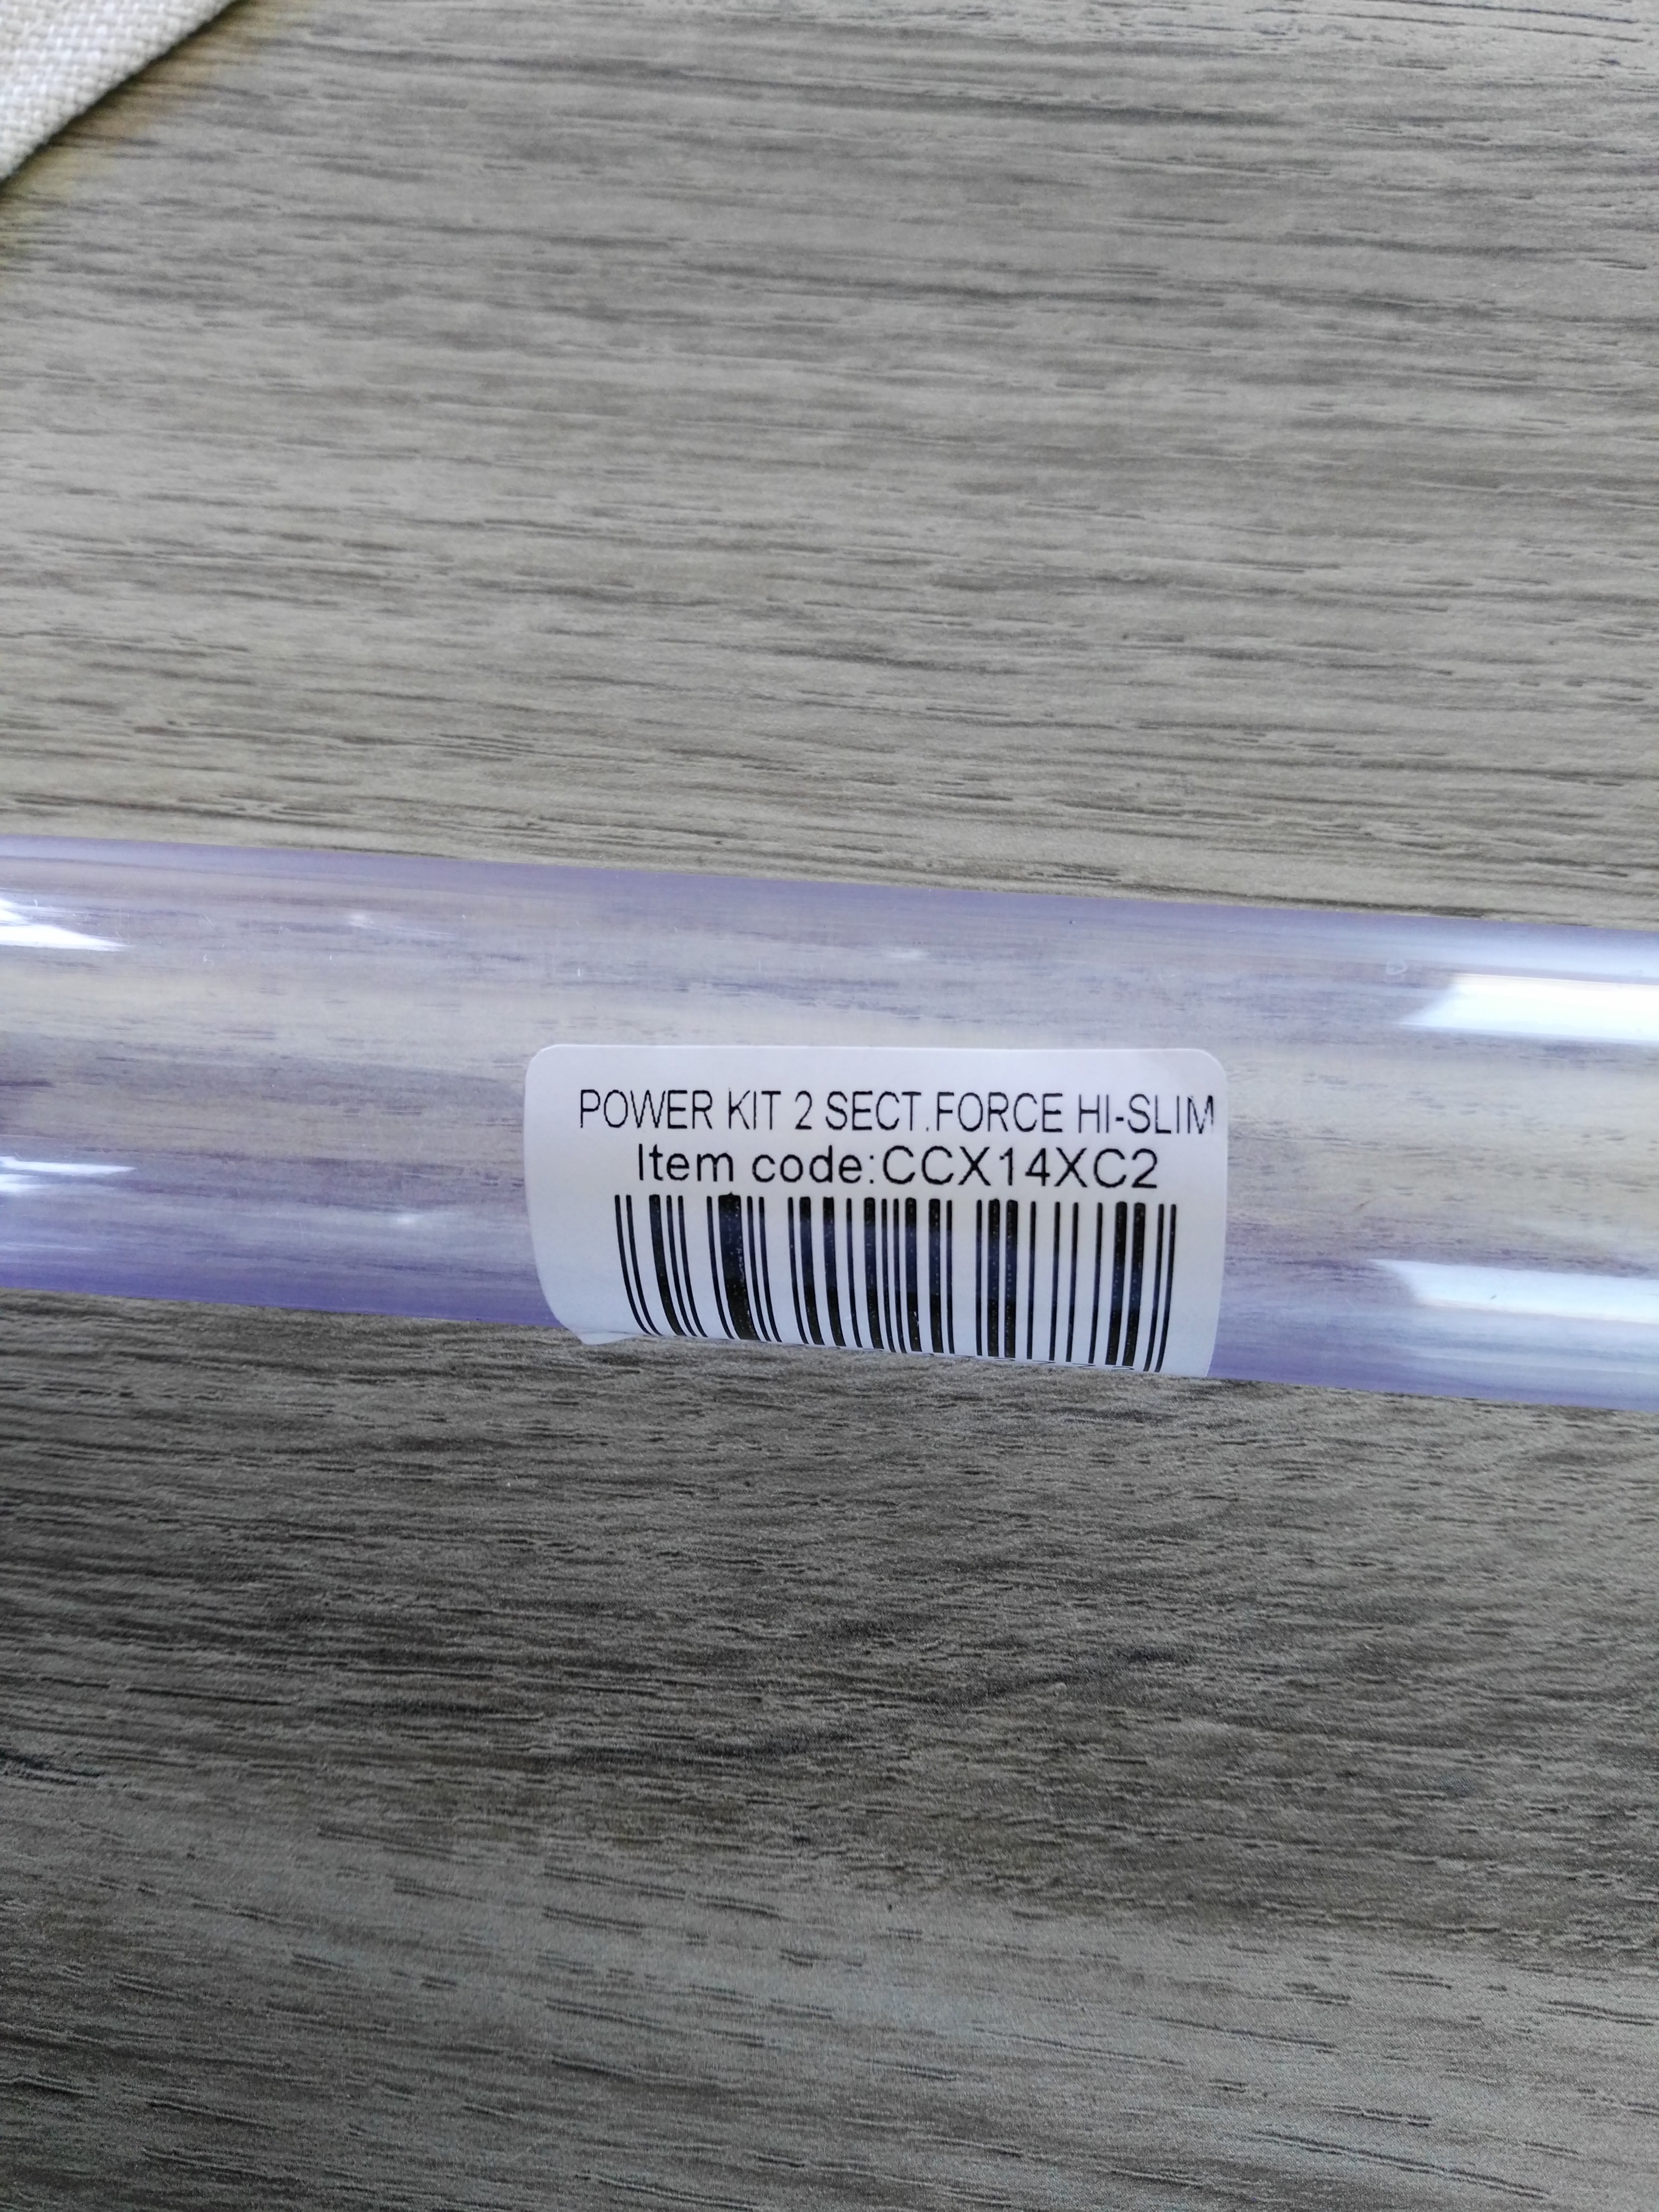 POWER KIT 2 SECT.FORCE HI-SLIM
Item code:CCX14XC2